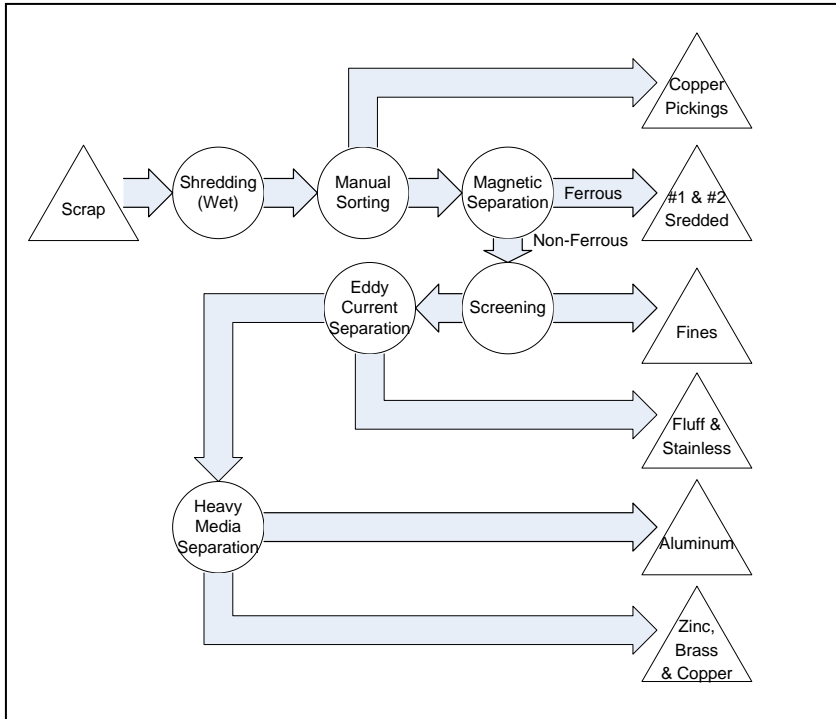 Copper
Pickings
Scrap
Shredding
(Wet)
Manual
Sorting
Magnetic
Separation
Ferrous
#1 & #2
Sredded
Non-Ferrous
Eddy
Current
Separation
Screening
Fines
Fluff &
Stainless
Heavy
Media
Separation
Aluminum
Zinc,
Brass
& Copper